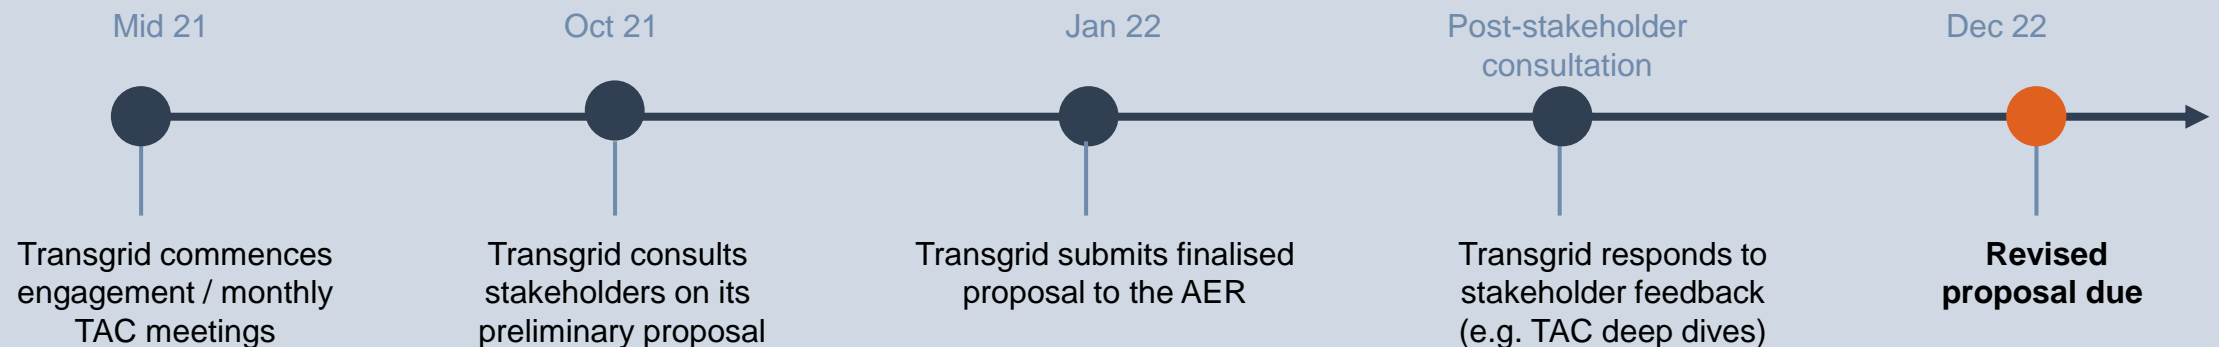 Mid 21
Oct 21
Jan 22
Post-stakeholder
consultation
Dec 22
Transgrid commences
engagement / monthly
TAC meetings
Transgrid consults
stakeholders on its
preliminary proposal
Transgrid submits finalised
proposal to the AER
Transgrid responds to
stakeholder feedback
(e.g. TAC deep dives)
Revised
proposal due